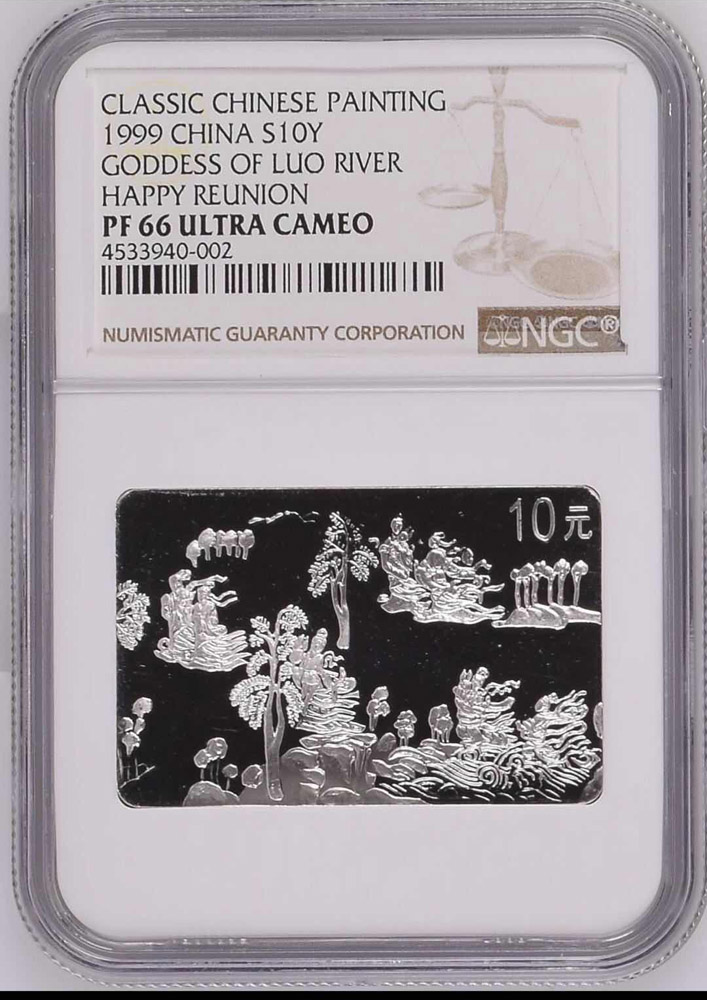 CLASSIC CHINESE PAINTING
1999 CHINA S10Y
GODDESS OF LUO RIVER
HAPPY REUNION
PF 66 ULTRA CAMEO
4533940-002
NUMISMATIC GUARANTY CORPORATION
NGC®
10元